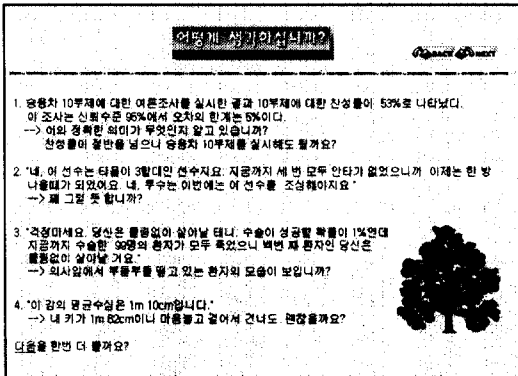 어떻게 생각하십니까?
BACK NEXT
1. 승용차 10부제에 대한 여론조사를 실시한 결과 10부제에 대한 찬성률이 53%로 나타났다.
이 조사는 신뢰수준 95%에서 오차의 한계는 5%이다.
--> 이와 정확한 의미가 무엇인지 알고 있습니까?
찬성률이 절반을 넘으니 승용차 10부제를 실시해도 될까요?
2. "네, 이 선수는 타율이 3할대인 선수지요. 지금까지 세 번 모두 안타가 없었으니까 이제는 한 방
나올때가 되었어요. 네, 투수는 이번에는 이 선수를 조심해야지요."
--> 꽤 그럴 듯 합니까?
3. "걱정마세요. 당신은 틀림없이 살아날 테니. 수술이 성공할 확률이 1%인데
지금까지 수술한 99명의 환자가 모두 죽었으니 백번 째 환자인 당신은
틀림없이 살아날 거요."
--> 의사앞에서 부들부들 떨고 있는 환자의 모습이 보입니까?
4. "이 강의 평균수심은 1m 10cm입니다."
--> 내 키가 1m 82cm이니 마음놓고 걸어서 건너도 괜찮을까요?
다음을 한번 더 볼까요?